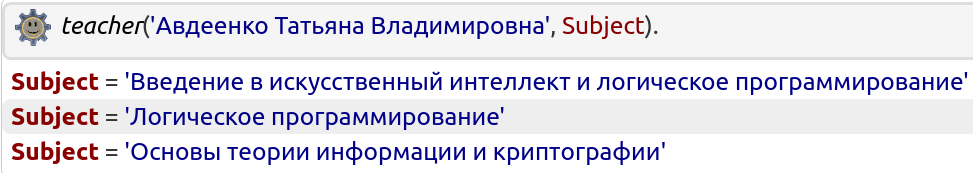 teacher('Авдеенко Татьяна Владимировна', Subject).
Subject = 'Введение в искусственный интеллект и логическое программирование'
Subject = 'Логическое программирование'
Subject = 'Основы теории информации и криптографии'